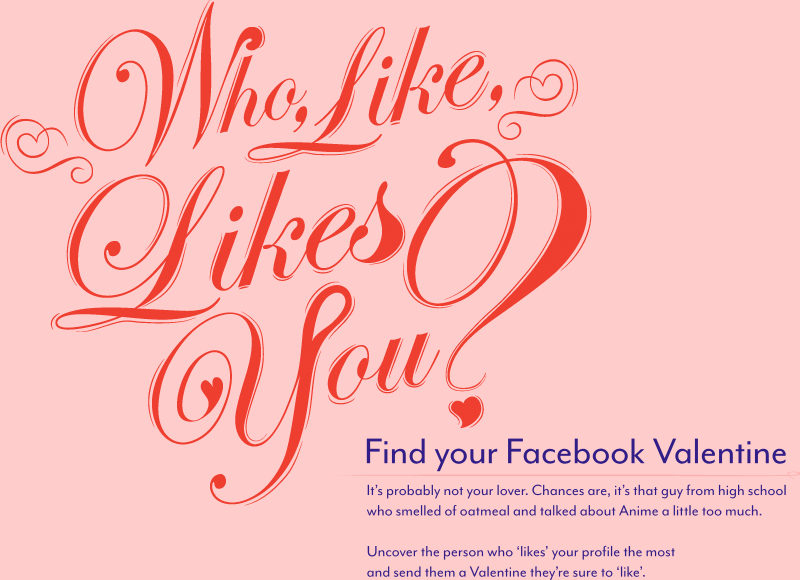 Who, Like,
Likes
You?
Find your Facebook Valentine
It's probably not your lover. Chances are, it's that guy from high school
who smelled of oatmeal and talked about Anime a little too much.
Uncover the person who ‘likes’ your profile the most
and send them a Valentine they're sure to ‘like’.